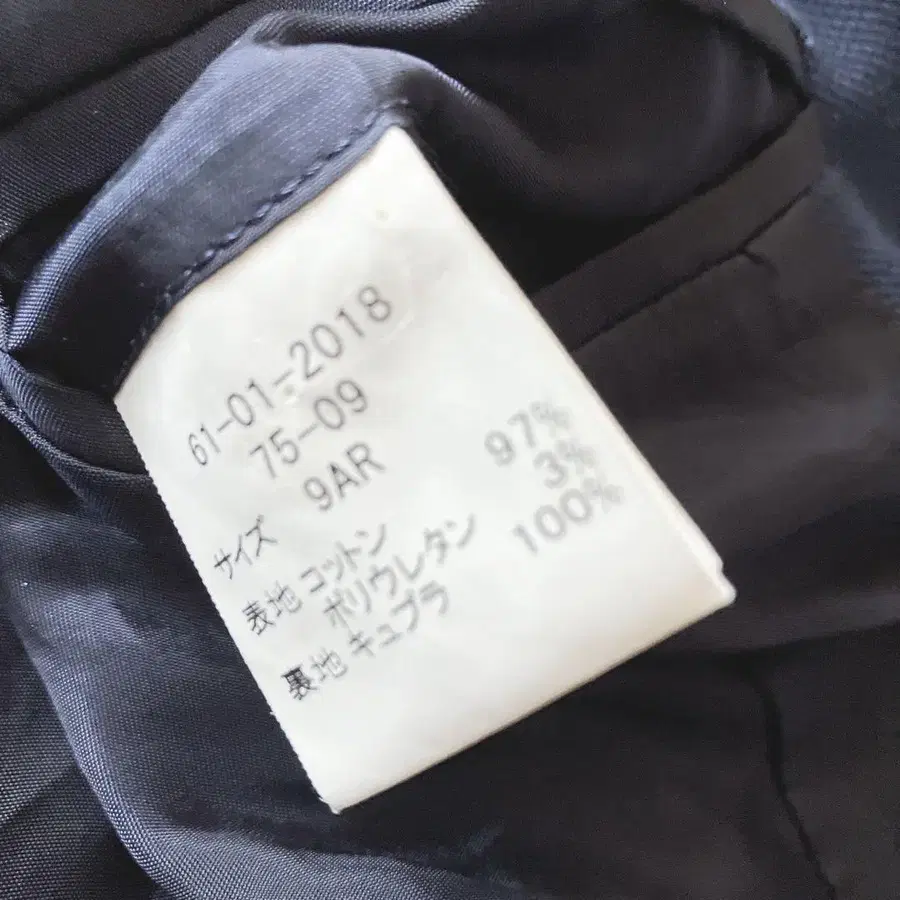 61-01-2018
75-09
サイズ 9AR
表地 コットン 97%
ポリウレタン 3%
裏地 キュプラ 100%